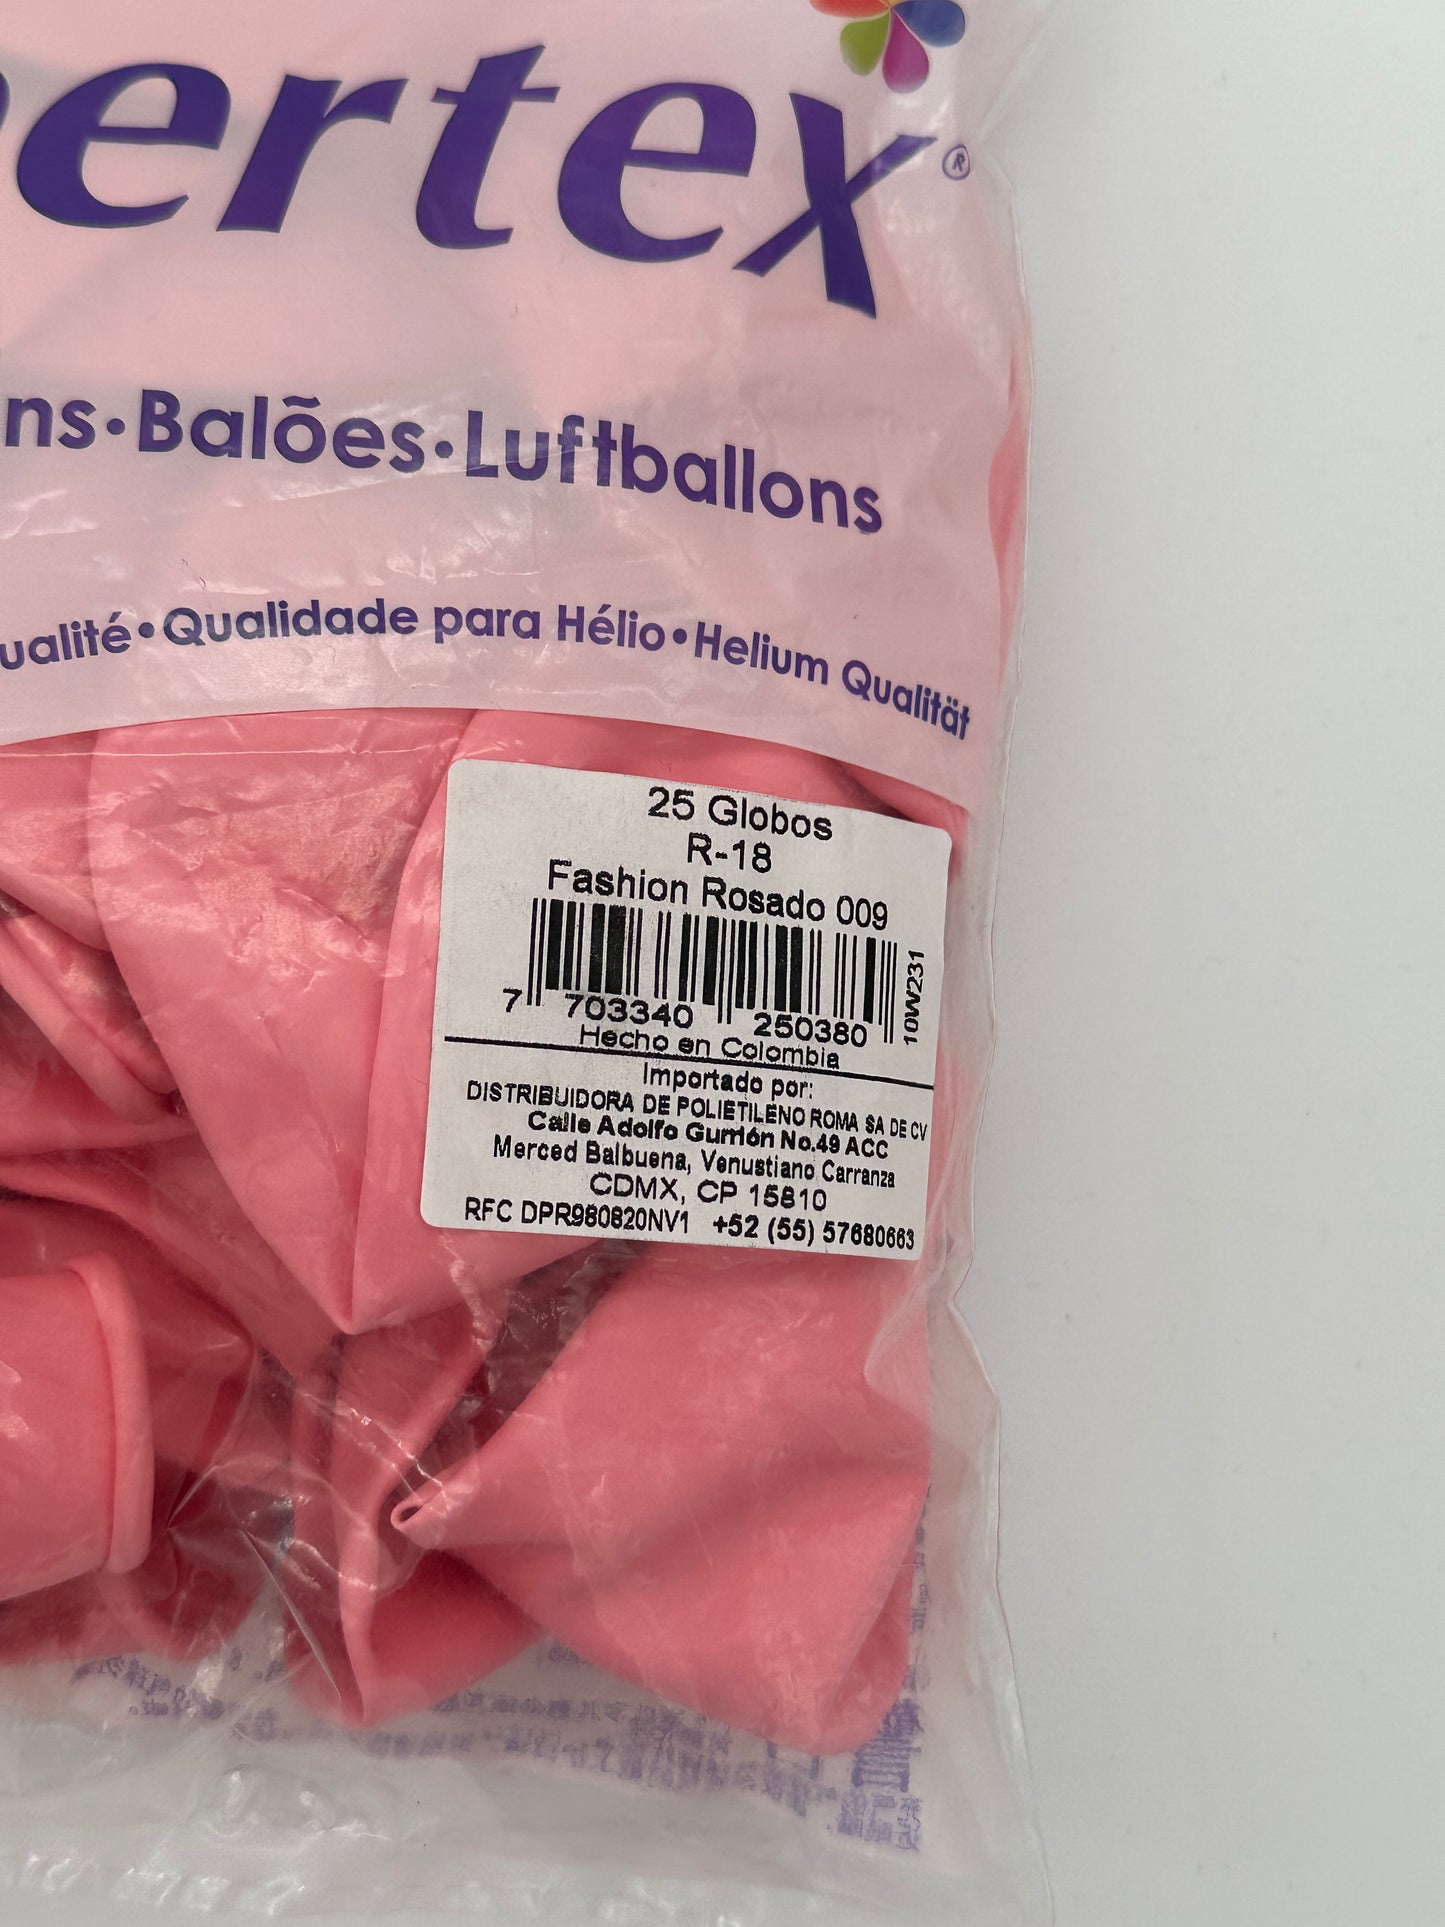 ertex®
ns•Balões•Luftballons
ualité•Qualidade para Hélio•Helium Qualität
25 Globos
R-18
Fashion Rosado 009
7 703340 250380
10W231
Hecho en Colombia
Importado por:
DISTRIBUIDORA DE POLIETILENO ROMA SA DE CV
Calle Adolfo Gurrión No.49 ACC
Merced Balbuena, Venustiano Carranza
CDMX, CP 15810
RFC DPR980820NV1 +52 (55) 57680663